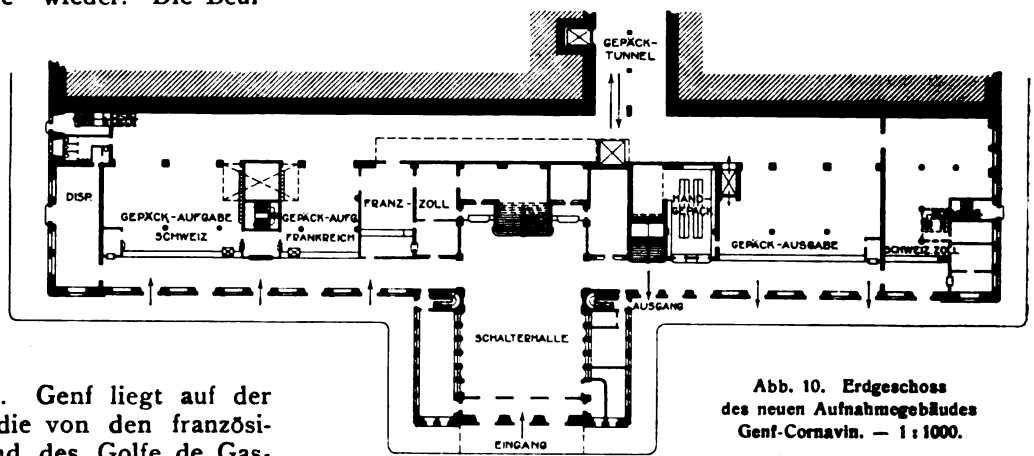 wieder. Die Beu.
GEPÄCK-
TUNNEL
DISP.
GEPÄCK-AUFGABE
SCHWEIZ
GEPÄCK-AUFG.
FRANKREICH
FRANZ-ZOLL
HAND-
GEPÄCK
GEPÄCK-AUSGABE
SCHWEIZ ZOLL
AUSGANG
SCHALTERHALLE
EINGANG
. Genf liegt auf der
die von den französi-
des Golfe de Gas-
Abb. 10. Erdgeschoss
des neuen Aufnahmegebäudes
Genf-Cornavin. — 1 : 1000.